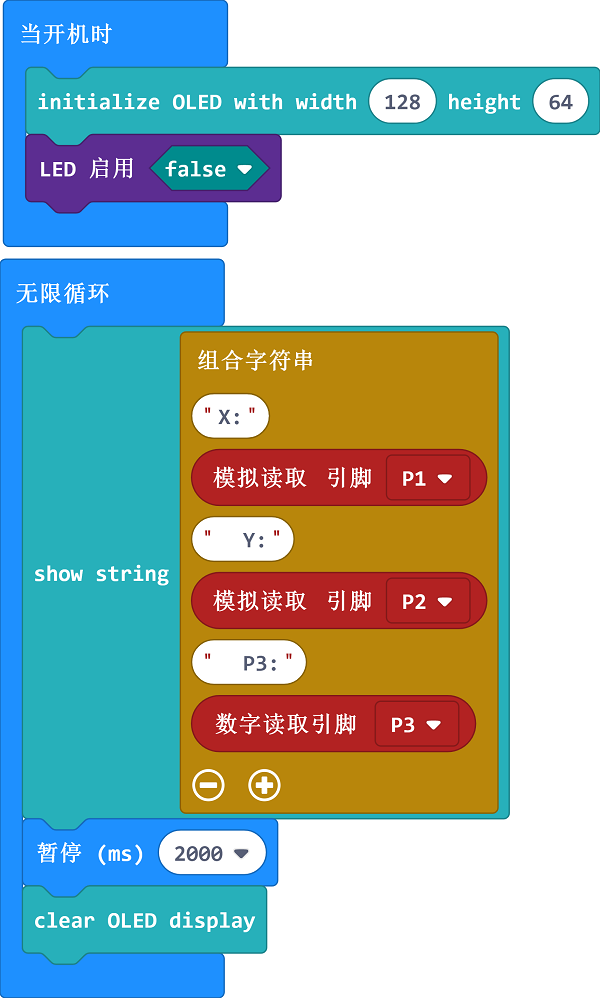 当开机时
initialize OLED with width 128 height 64
LED 启用 false
无限循环
组合字符串
"X:"
模拟读取 引脚 P1
" Y:"
模拟读取 引脚 P2
show string
" P3:"
数字读取引脚 P3
暂停 (ms) 2000
clear OLED display